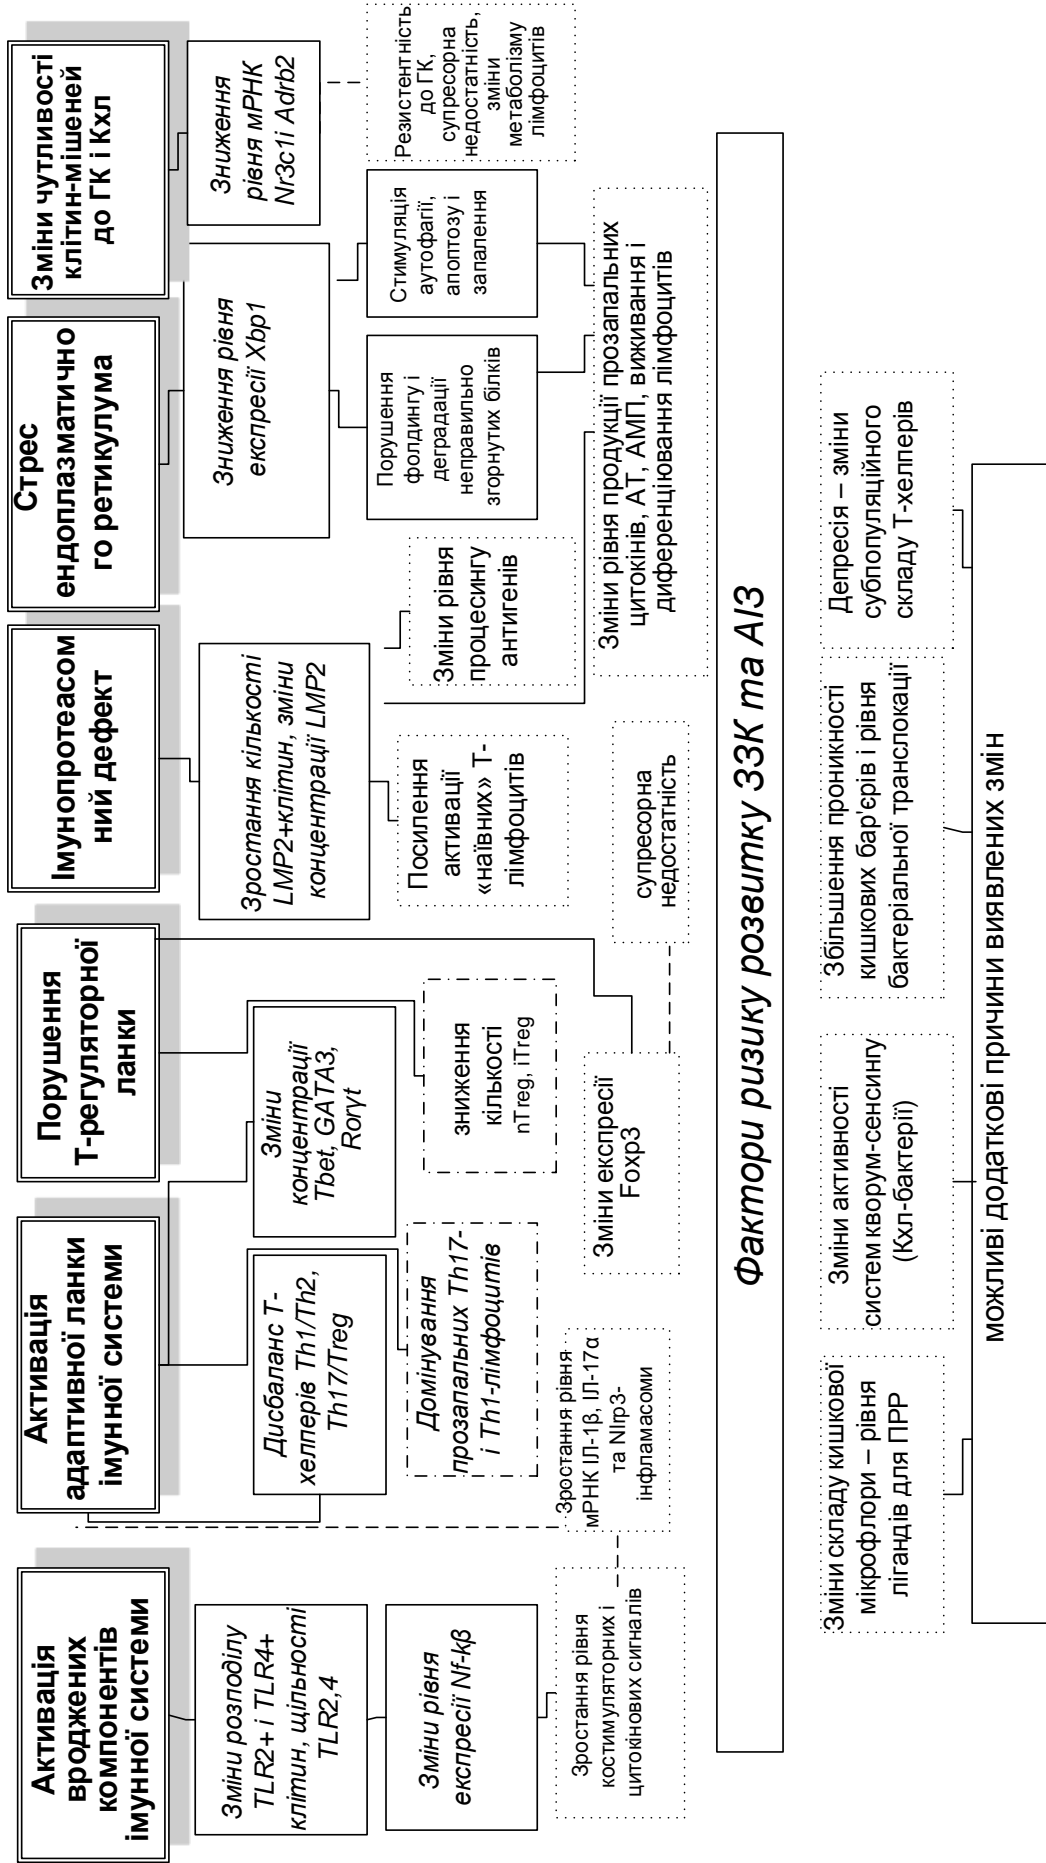 Активація
вроджених
компонентів
імунної системи
Активація
адаптивної ланки
імунної системи
Порушення
Т-регуляторної
ланки
Імунопротеасом
ний дефект
Стрес
ендоплазматично
го ретикулума
Зміни чутливості
клітин-мішеней
до ГК і Кхл
Зміни розподілу
TLR2+ і TLR4+
клітин, щільності
TLR2,4
Зміни рівня
експресії Nf-kβ
Зростання рівня
костимуляторних і
цитокінових сигналів
Дисбаланс Т-
хелперів Th1/Th2,
Th17/Treg
Домінування
прозапальних Th17-
і Th1-лімфоцитів
Зростання рівня
мРНК ІЛ-1β, ІЛ-17α
та Nlrp3-
інфламасоми
Зміни
концентрації
Tbet, GATA3,
Roryt
зниження
кількості
nTreg, iTreg
Зміни експресії
Foxp3
супресорна
недостатність
Зростання кількості
LMP2+клітин, зміни
концентрації LMP2
Посилення
активації
«наївних» Т-
лімфоцитів
Зміни рівня
процесингу
антигенів
Зниження рівня
експресії Xbp1
Порушення
фолдингу і
деградації
неправильно
згорнутих білків
Стимуляція
аутофагії,
апоптозу і
запалення
Зміни рівня продукції прозапальних
цитокінів, АТ, АМП, виживання і
диференціювання лімфоцитів
Зниження
рівня мРНК
Nr3c1і Adrb2
Резистентність
до ГК,
супресорна
недостатність,
зміни
метаболізму
лімфоцитів
Фактори ризику розвитку ЗЗК та АІЗ
Зміни складу кишкової
мікрофлори – рівня
лігандів для ПРР
Зміни активності
систем кворум-сенсингу
(Кхл-бактерії)
Збільшення проникності
кишкових бар'єрів і рівня
бактеріальної транслокації
Депресія – зміни
субпопуляційного
складу Т-хелперів
можливі додаткові причини виявлених змін